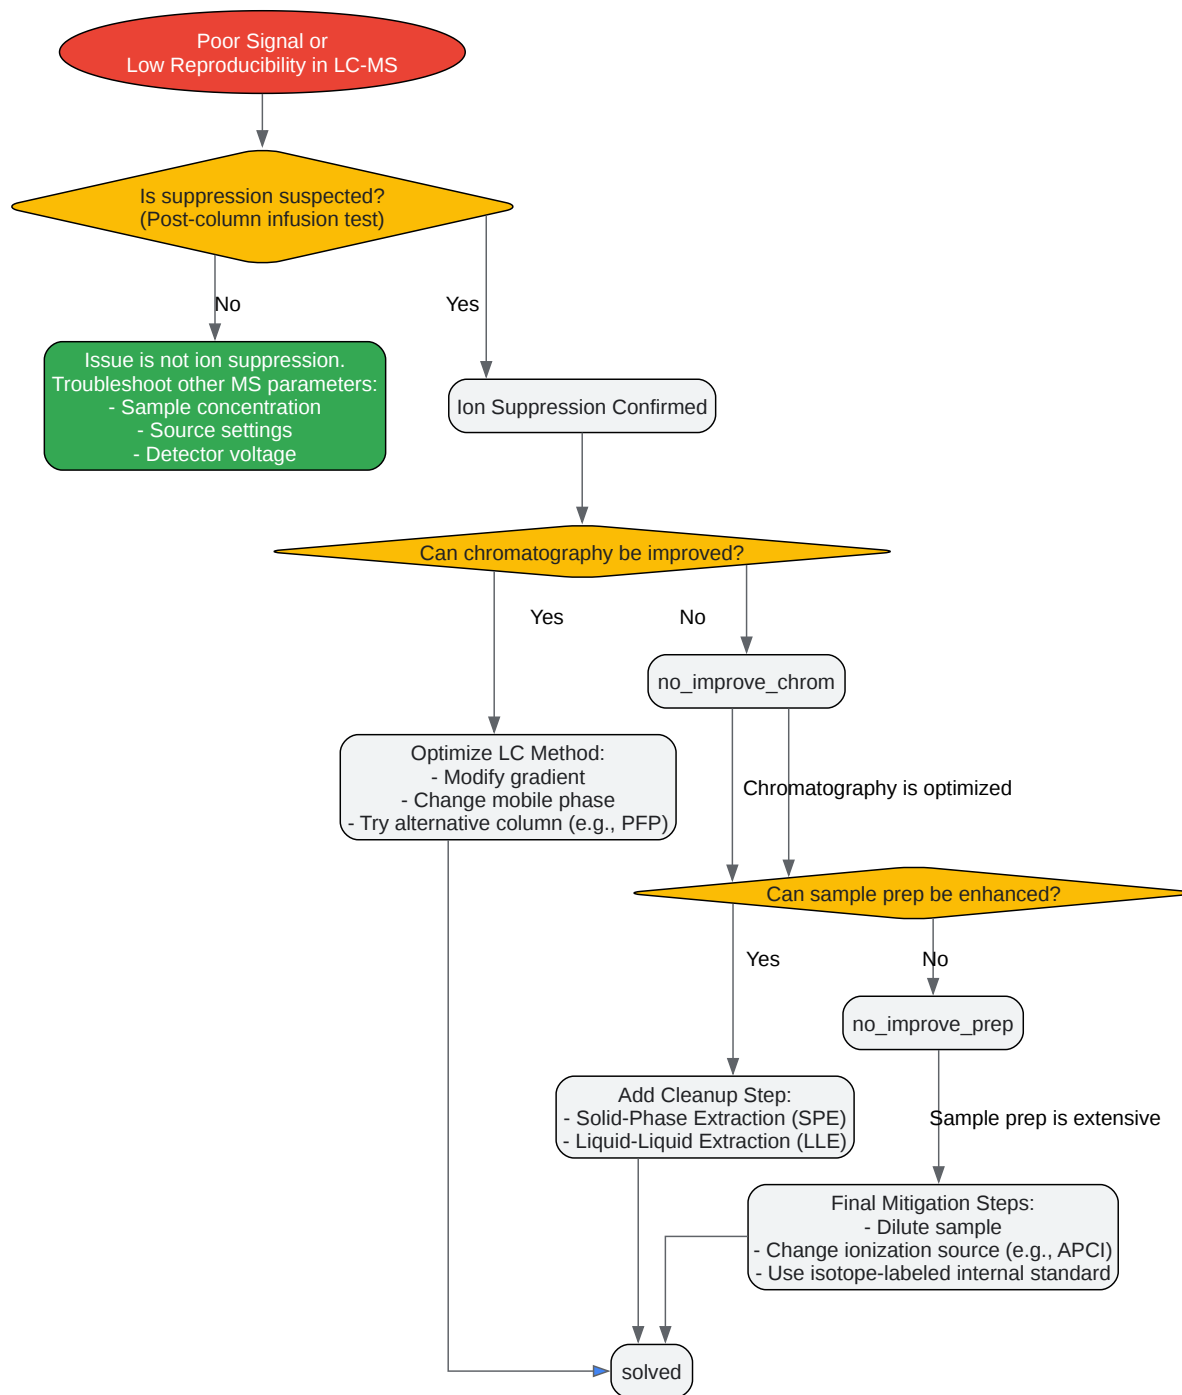 Poor Signal or
Low Reproducibility in LC-MS
Is suppression suspected?
(Post-column infusion test)
No
Yes
Issue is not ion suppression.
Troubleshoot other MS parameters:
- Sample concentration
- Source settings
- Detector voltage
Ion Suppression Confirmed
Can chromatography be improved?
Yes
No
no_improve_chrom
Optimize LC Method:
- Modify gradient
- Change mobile phase
- Try alternative column (e.g., PFP)
Chromatography is optimized
Can sample prep be enhanced?
Yes
No
no_improve_prep
Add Cleanup Step:
- Solid-Phase Extraction (SPE)
- Liquid-Liquid Extraction (LLE)
Sample prep is extensive
Final Mitigation Steps:
- Dilute sample
- Change ionization source (e.g., APCI)
- Use isotope-labeled internal standard
solved